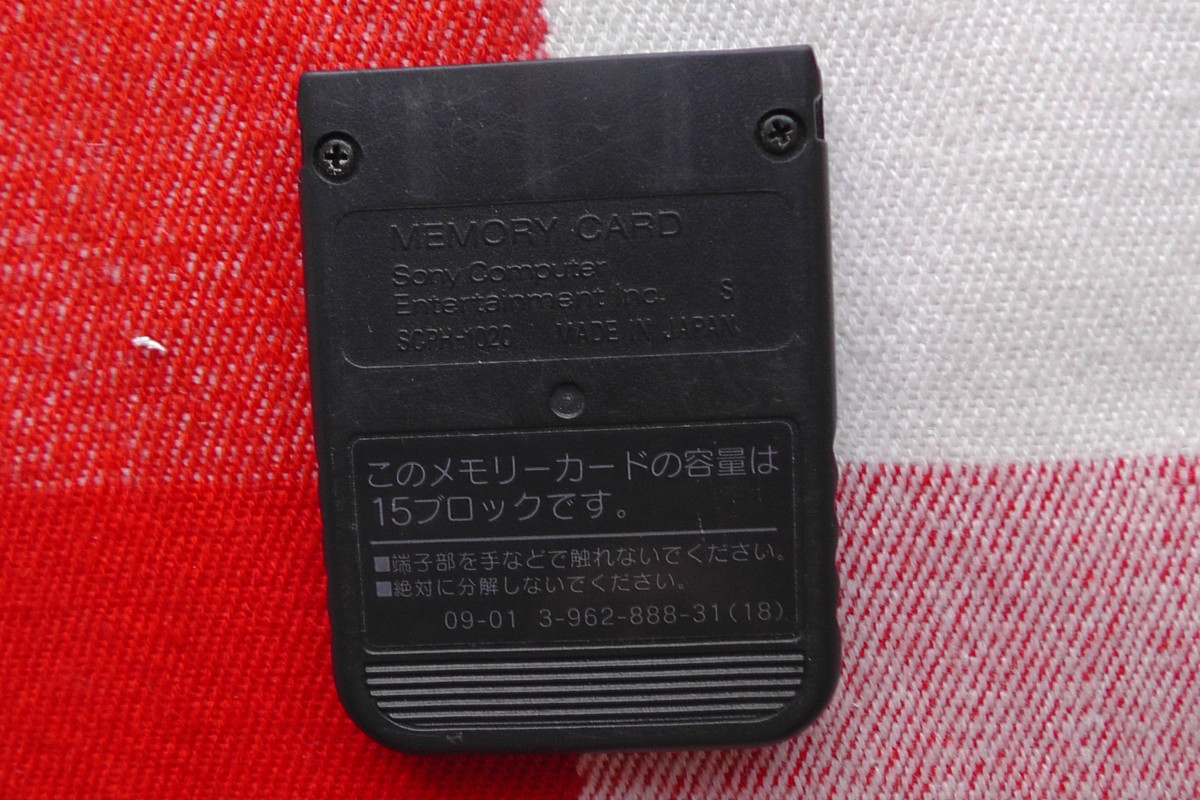 MEMORY CARD
Sony Computer
Entertainment Inc. S
SCPH-1020 MADE IN JAPAN
このメモリーカードの容量は
15ブロックです。
■端子部を手などで触れないでください。
■絶対に分解しないでください。
09-01 3-962-888-31(18)